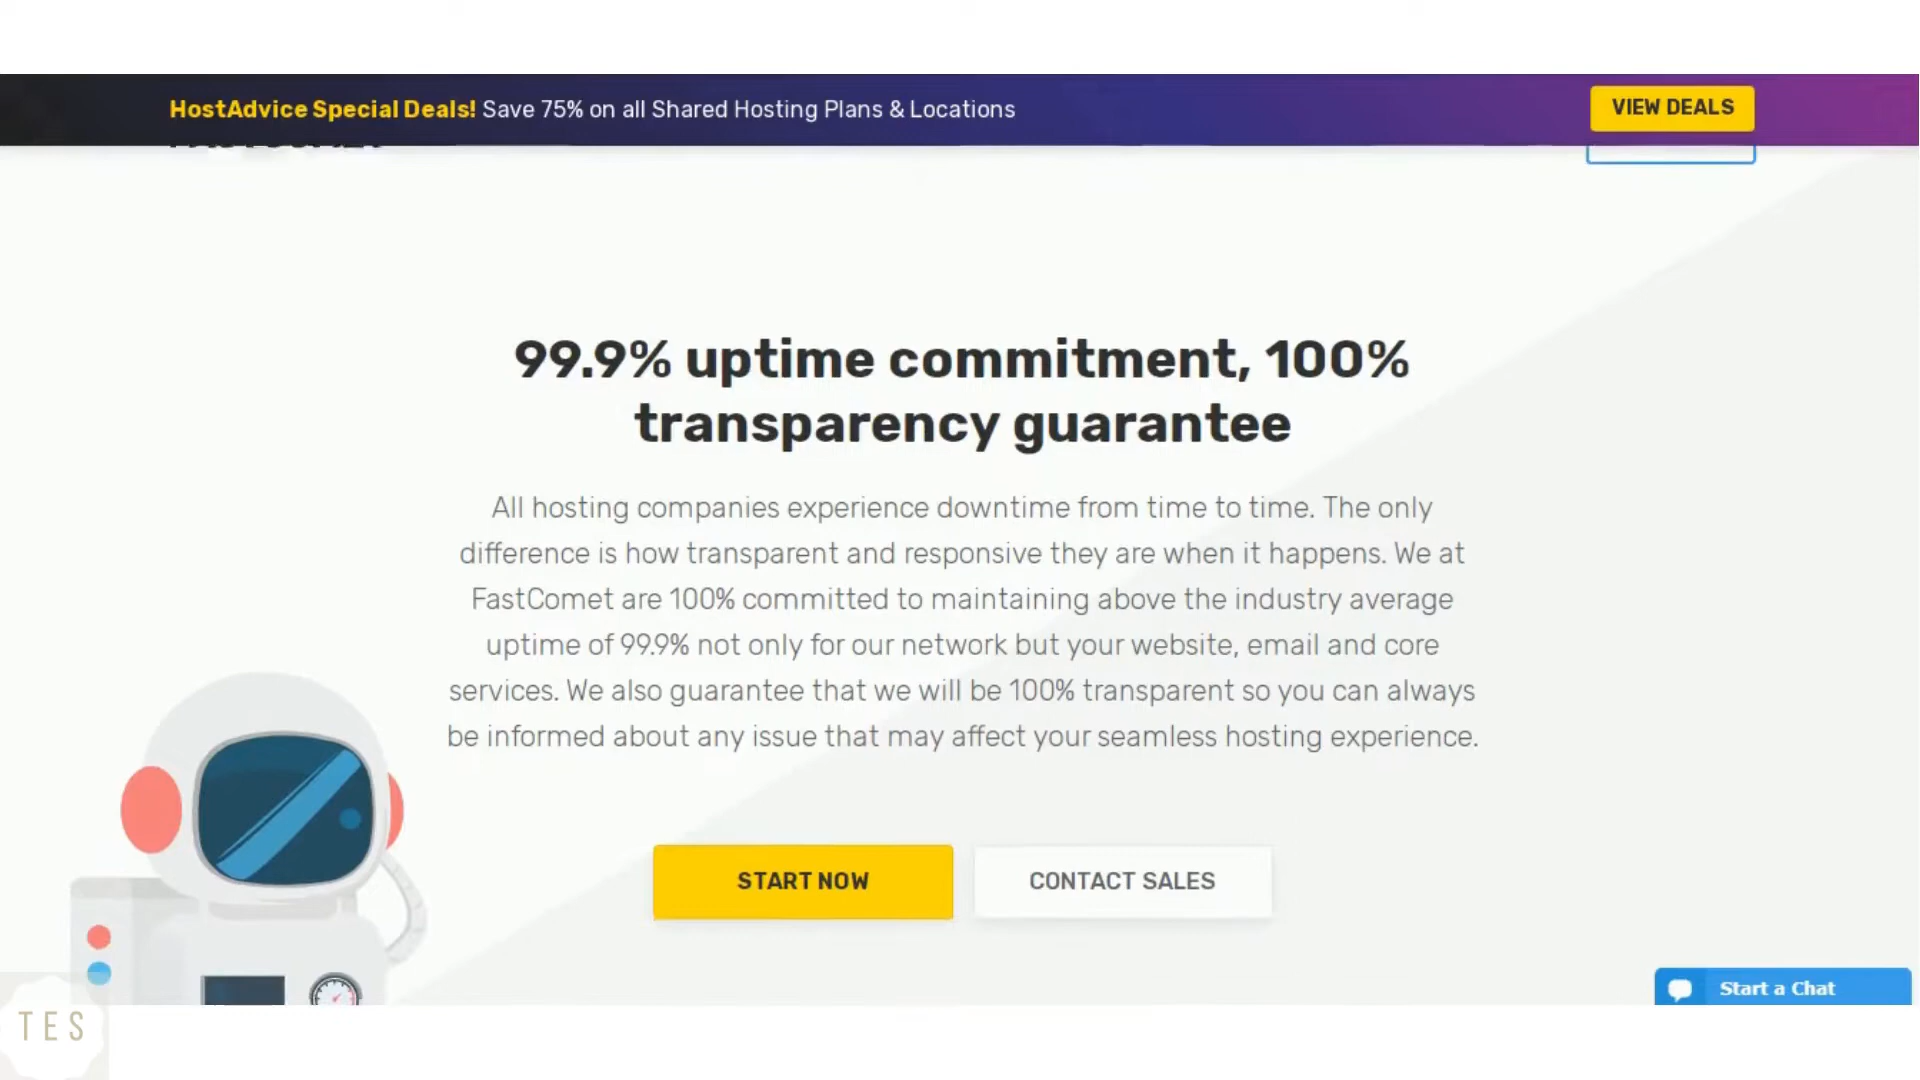 HostAdvice Special Deals! Save 75% on all Shared Hosting Plans & Locations
VIEW DEALS
99.9% uptime commitment, 100%
transparency guarantee
All hosting companies experience downtime from time to time. The only
difference is how transparent and responsive they are when it happens. We at
FastComet are 100% committed to maintaining above the industry average
uptime of 99.9% not only for our network but your website, email and core
services. We also guarantee that we will be 100% transparent so you can always
be informed about any issue that may affect your seamless hosting experience.
START NOW
CONTACT SALES
Start a Chat
TES